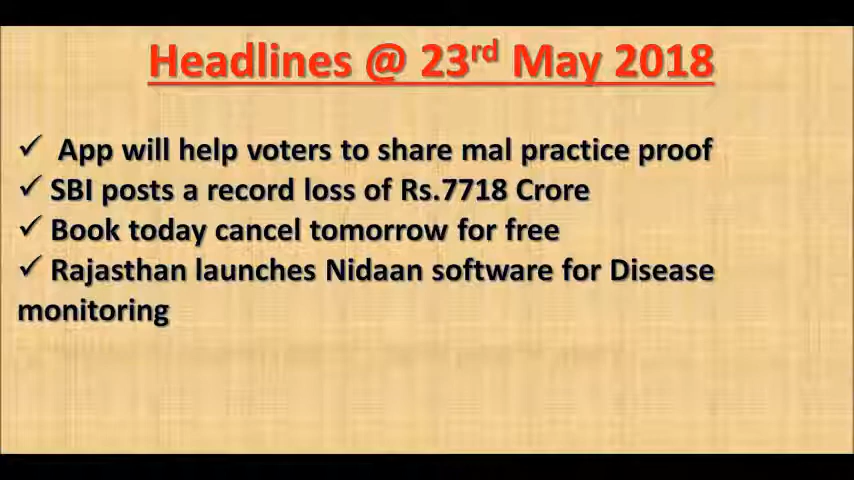 Headlines @ 23rd May 2018
✓ App will help voters to share mal practice proof
✓ SBI posts a record loss of Rs.7718 Crore
✓ Book today cancel tomorrow for free
✓ Rajasthan launches Nidaan software for Disease
monitoring